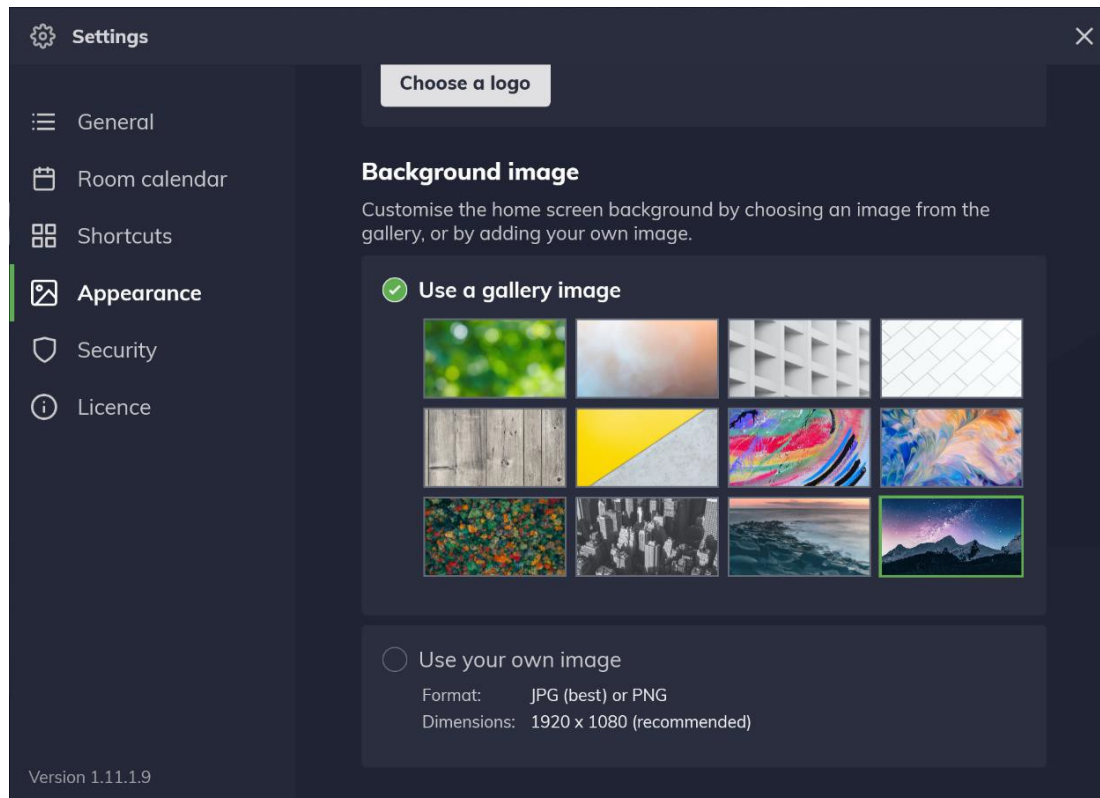 Settings
Choose a logo
General
Room calendar
Shortcuts
Appearance
Security
Licence
Background image
Customise the home screen background by choosing an image from the
gallery, or by adding your own image.
Use a gallery image
Use your own image
Format: JPG (best) or PNG
Dimensions: 1920 x 1080 (recommended)
Version 1.11.1.9